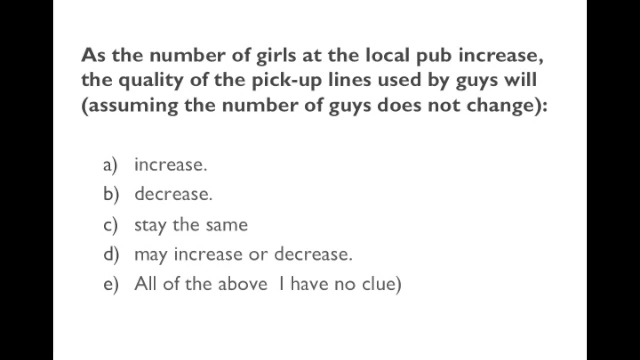 As the number of girls at the local pub increase,
the quality of the pick-up lines used by guys will
(assuming the number of guys does not change):
a) increase.
b) decrease.
c) stay the same
d) may increase or decrease.
e) All of the above  I have no clue)